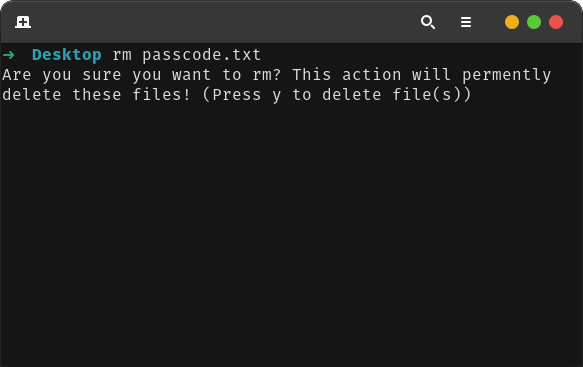 ➜ Desktop rm passcode.txt
Are you sure you want to rm? This action will permently
delete these files! (Press y to delete file(s))